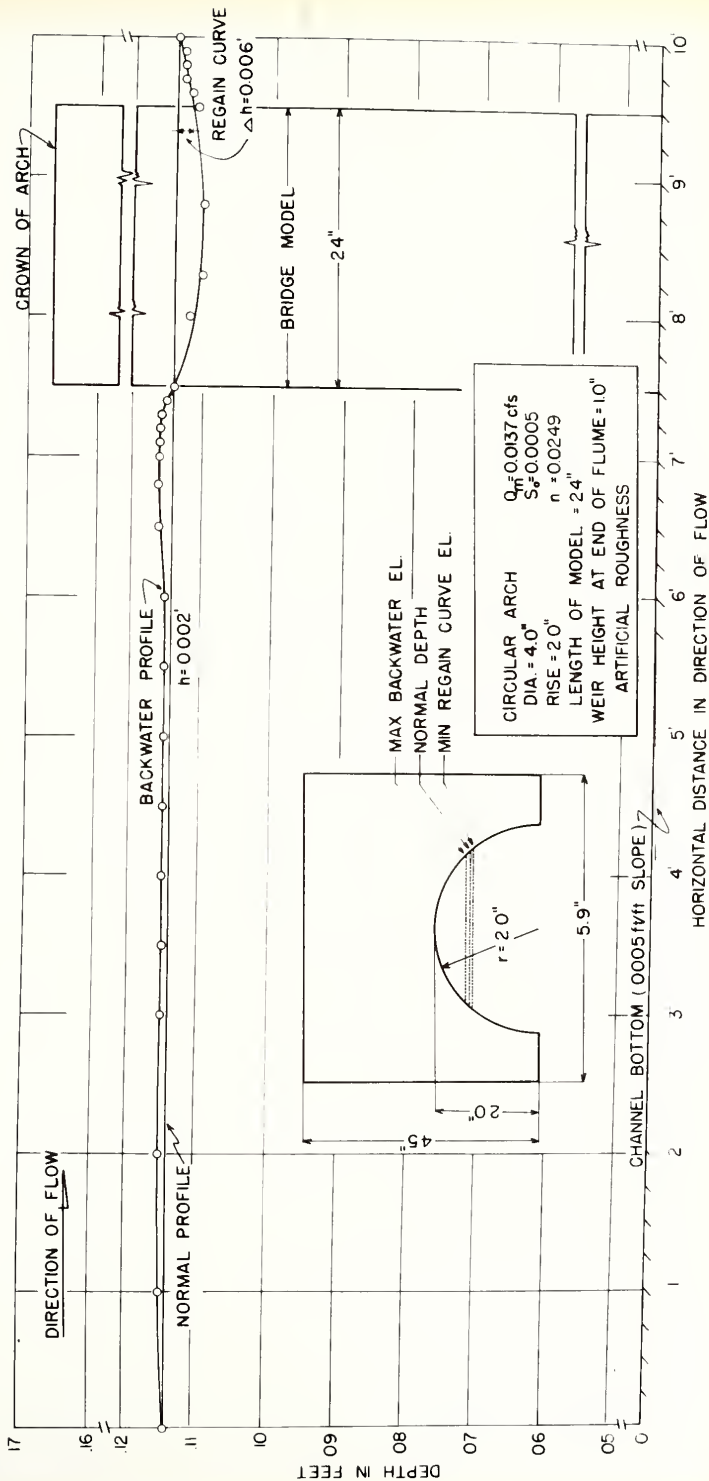 CROWN OF ARCH
REGAIN CURVE
Δh=0.006'
BRIDGE MODEL
24"
DIRECTION OF FLOW
NORMAL PROFILE
BACKWATER PROFILE
h=0.002'
MAX BACKWATER EL.
NORMAL DEPTH
MIN REGAIN CURVE EL
r=2.0"
5.9"
2.0"
4.5"
CIRCULAR ARCH
DIA. = 4.0"
RISE = 2.0"
Qm=0.0137 cfs
So=0.0005
n =0.0249
LENGTH OF MODEL = 24"
WEIR HEIGHT AT END OF FLUME = 1.0"
ARTIFICIAL ROUGHNESS
CHANNEL BOTTOM (.0005 ft/ft SLOPE)
DEPTH IN FEET
.17
.16
.12
.11
.10
.09
.08
.07
.06
.05
0
1
2
3
4'
5'
6'
7'
8'
9'
10'
HORIZONTAL DISTANCE IN DIRECTION OF FLOW